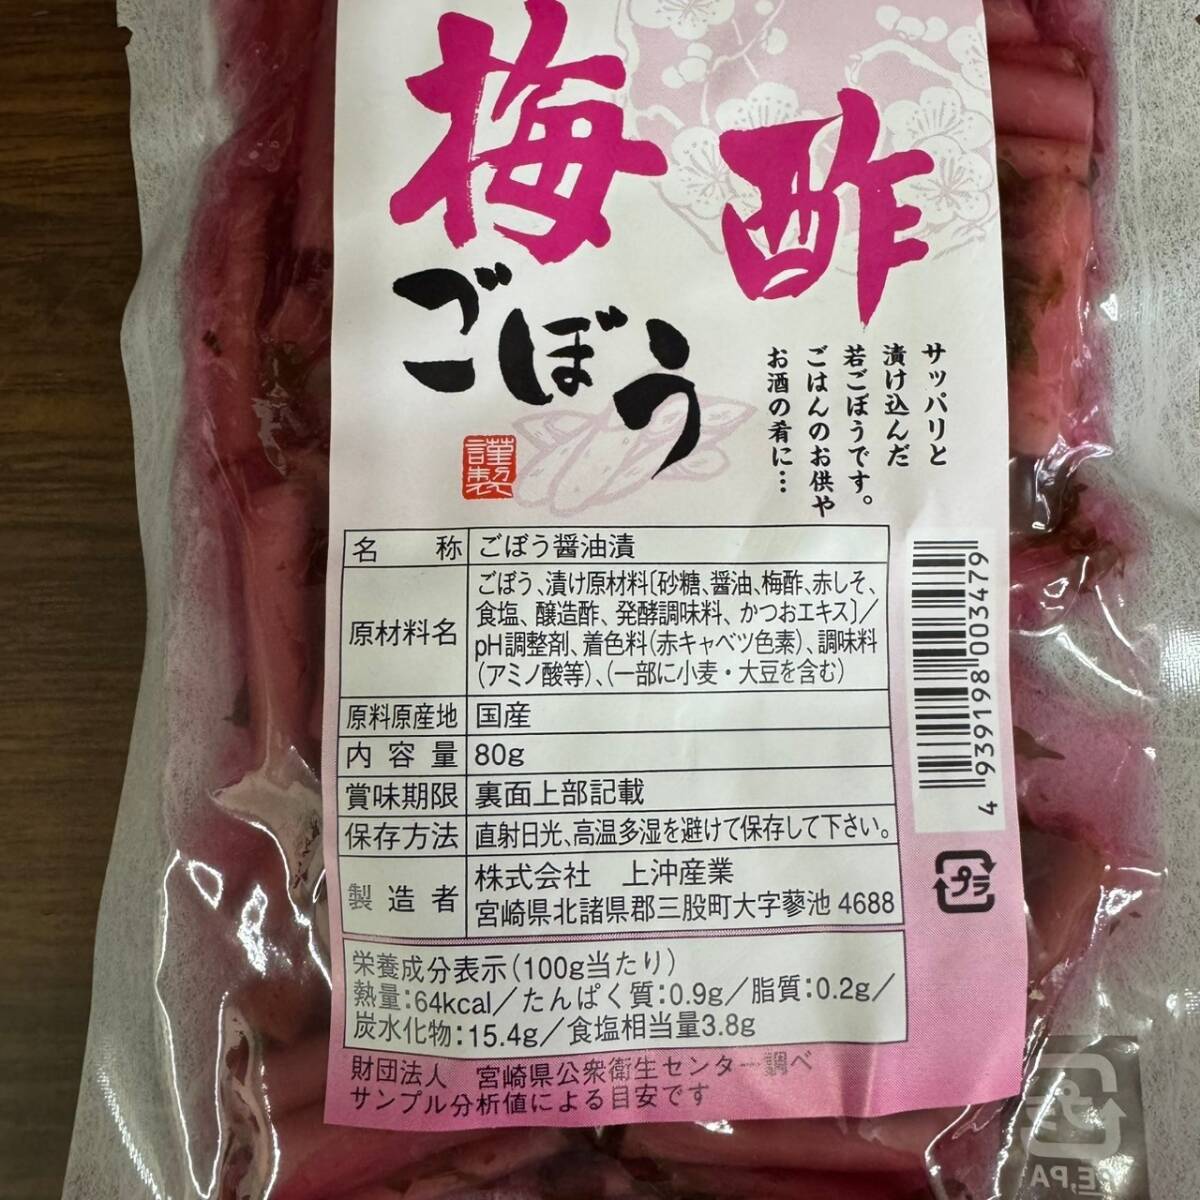 梅酢
ごぼう
謹製
サッパリと
漬け込んだ
若ごぼうです。
ごはんのお供や
お酒の肴に…
名称 ごぼう醤油漬
原材料名 ごぼう、漬け原材料〔砂糖、醤油、梅酢、赤しそ、
食塩、醸造酢、発酵調味料、かつおエキス〕／
pH調整剤、着色料（赤キャベツ色素）、調味料
（アミノ酸等）、（一部に小麦・大豆を含む）
原料原産地 国産
内容量 80g
賞味期限 裏面上部記載
保存方法 直射日光、高温多湿を避けて保存して下さい。
製造者 株式会社 上沖産業
宮崎県北諸県郡三股町大字蓼池 4688
4939198003479
プラ
栄養成分表示（100g当たり）
熱量：64kcal／たんぱく質：0.9g／脂質：0.2g／
炭水化物：15.4g／食塩相当量3.8g
財団法人 宮崎県公衆衛生センター調べ
サンプル分析値による目安です
プラ
E,PA